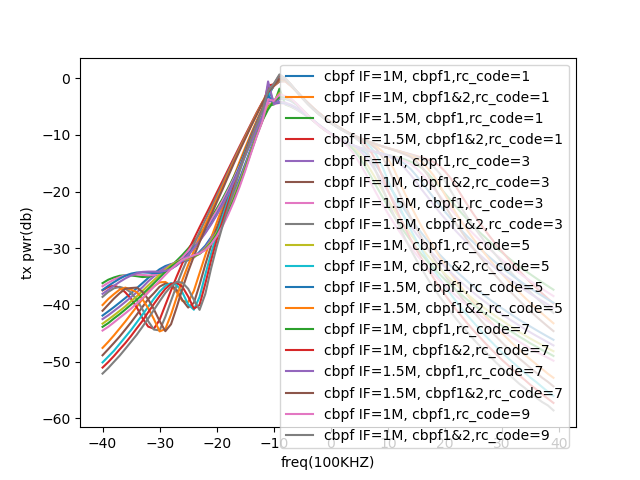 0
−10
−20
−30
−40
−50
−60
tx pwr(db)
cbpf IF=1M, cbpf1,rc_code=1
cbpf IF=1M, cbpf1&2,rc_code=1
cbpf IF=1.5M, cbpf1,rc_code=1
cbpf IF=1.5M, cbpf1&2,rc_code=1
cbpf IF=1M, cbpf1,rc_code=3
cbpf IF=1M, cbpf1&2,rc_code=3
cbpf IF=1.5M, cbpf1,rc_code=3
cbpf IF=1.5M, cbpf1&2,rc_code=3
cbpf IF=1M, cbpf1,rc_code=5
cbpf IF=1M, cbpf1&2,rc_code=5
cbpf IF=1.5M, cbpf1,rc_code=5
cbpf IF=1.5M, cbpf1&2,rc_code=5
cbpf IF=1M, cbpf1,rc_code=7
cbpf IF=1M, cbpf1&2,rc_code=7
cbpf IF=1.5M, cbpf1,rc_code=7
cbpf IF=1.5M, cbpf1&2,rc_code=7
cbpf IF=1M, cbpf1,rc_code=9
cbpf IF=1M, cbpf1&2,rc_code=9
−40 −30 −20 −10 0 10 20 30 40
freq(100KHZ)